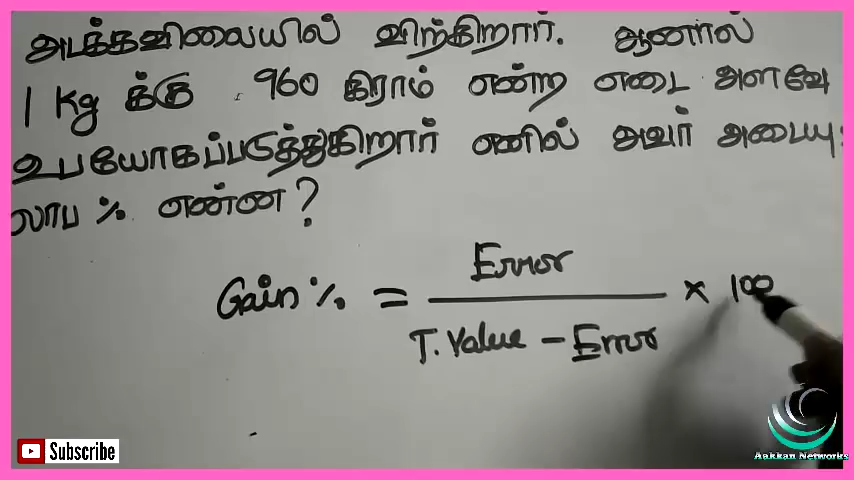 அடக்கவிலையில் விற்கிறார். ஆனால்
1 Kg க்கு 960 கிராம் என்ற எடை அளவே
உபயோகப்படுத்துகிறார் எனில் அவர் அடையு
லாப % என்ன?
Gain % = Error / T. Value - Error × 100
Subscribe
Aakkan Networks